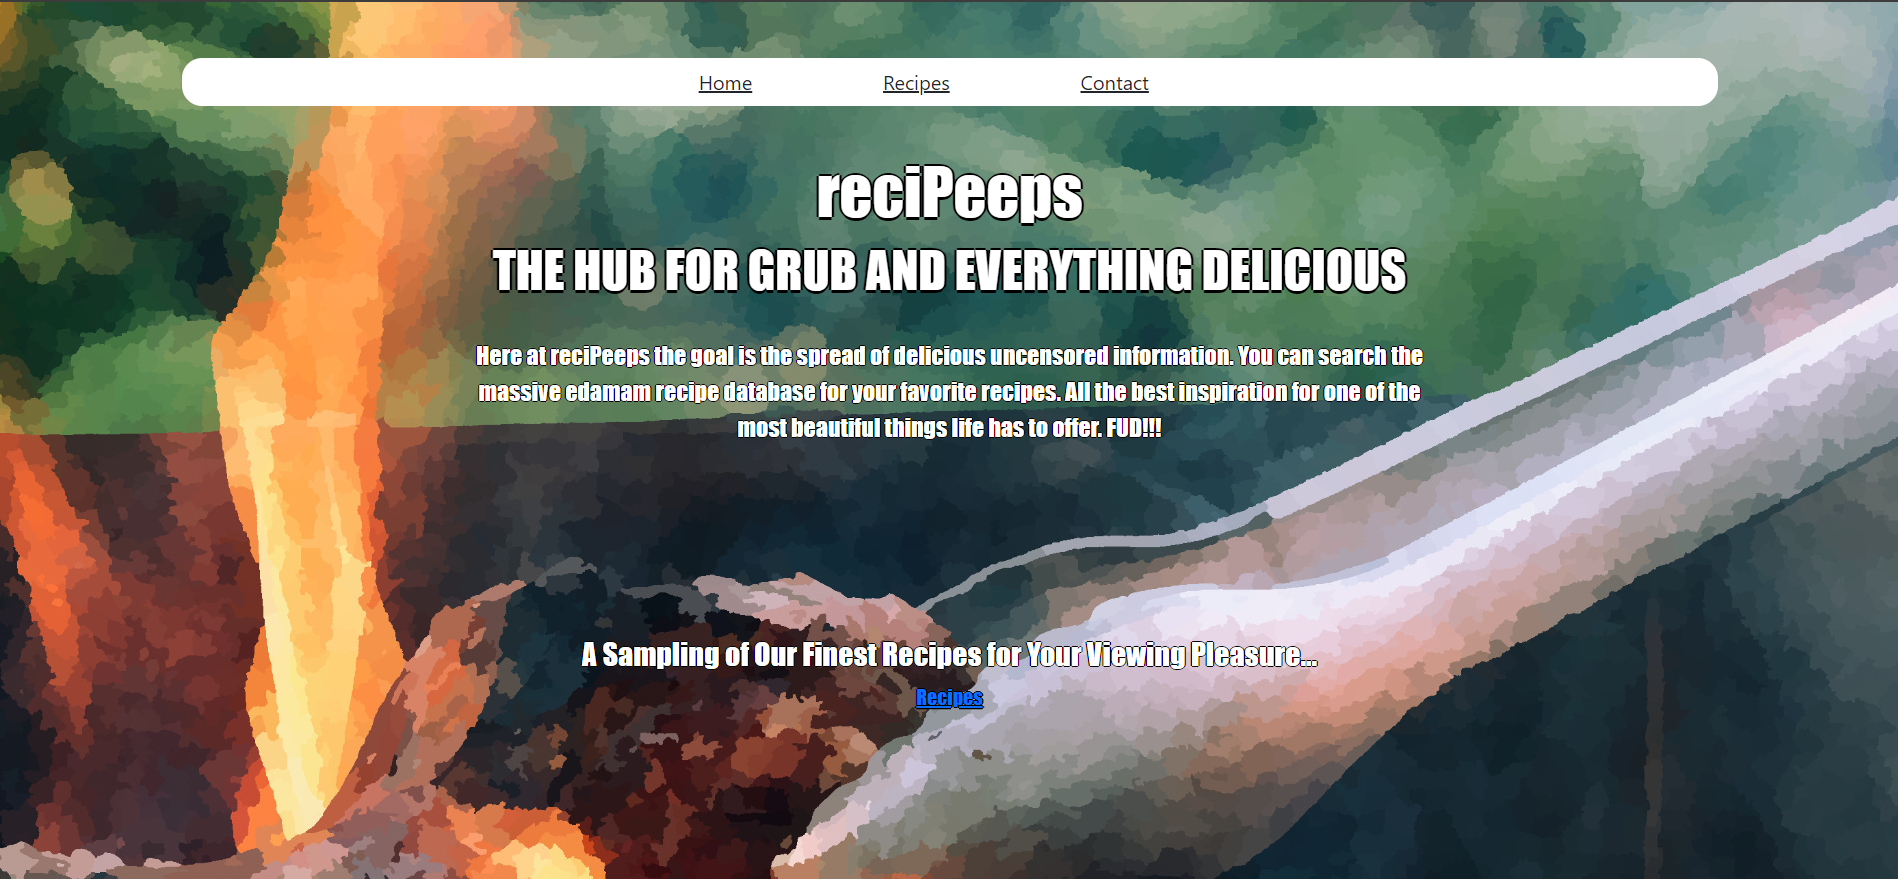 Home Recipes Contact
reciPeeps
THE HUB FOR GRUB AND EVERYTHING DELICIOUS
Here at reciPeeps the goal is the spread of delicious uncensored information. You can search the
massive edamam recipe database for your favorite recipes. All the best inspiration for one of the
most beautiful things life has to offer. FUD!!!
A Sampling of Our Finest Recipes for Your Viewing Pleasure...
Recipes